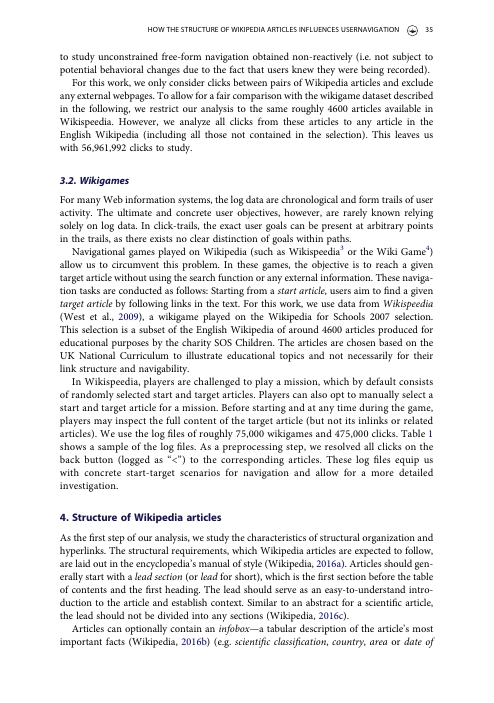 HOW THE STRUCTURE OF WIKIPEDIA ARTICLES INFLUENCES USERNAVIGATION 35
to study unconstrained free-form navigation obtained non-reactively (i.e. not subject to
potential behavioral changes due to the fact that users knew they were being recorded).
For this work, we only consider clicks between pairs of Wikipedia articles and exclude
any external webpages. To allow for a fair comparison with the wikigame dataset described
in the following, we restrict our analysis to the same roughly 4600 articles available in
Wikispeedia. However, we analyze all clicks from these articles to any article in the
English Wikipedia (including all those not contained in the selection). This leaves us
with 56,961,992 clicks to study.
3.2. Wikigames
For many Web information systems, the log data are chronological and form trails of user
activity. The ultimate and concrete user objectives, however, are rarely known relying
solely on log data. In click-trails, the exact user goals can be present at arbitrary points
in the trails, as there exists no clear distinction of goals within paths.
Navigational games played on Wikipedia (such as Wikispeedia3 or the Wiki Game4)
allow us to circumvent this problem. In these games, the objective is to reach a given
target article without using the search function or any external information. These naviga-
tion tasks are conducted as follows: Starting from a start article, users aim to find a given
target article by following links in the text. For this work, we use data from Wikispeedia
(West et al., 2009), a wikigame played on the Wikipedia for Schools 2007 selection.
This selection is a subset of the English Wikipedia of around 4600 articles produced for
educational purposes by the charity SOS Children. The articles are chosen based on the
UK National Curriculum to illustrate educational topics and not necessarily for their
link structure and navigability.
In Wikispeedia, players are challenged to play a mission, which by default consists
of randomly selected start and target articles. Players can also opt to manually select a
start and target article for a mission. Before starting and at any time during the game,
players may inspect the full content of the target article (but not its inlinks or related
articles). We use the log files of roughly 75,000 wikigames and 475,000 clicks. Table 1
shows a sample of the log files. As a preprocessing step, we resolved all clicks on the
back button (logged as "<") to the corresponding articles. These log files equip us
with concrete start-target scenarios for navigation and allow for a more detailed
investigation.
4. Structure of Wikipedia articles
As the first step of our analysis, we study the characteristics of structural organization and
hyperlinks. The structural requirements, which Wikipedia articles are expected to follow,
are laid out in the encyclopedia's manual of style (Wikipedia, 2016a). Articles should gen-
erally start with a lead section (or lead for short), which is the first section before the table
of contents and the first heading. The lead should serve as an easy-to-understand intro-
duction to the article and establish context. Similar to an abstract for a scientific article,
the lead should not be divided into any sections (Wikipedia, 2016c).
Articles can optionally contain an infobox—a tabular description of the article's most
important facts (Wikipedia, 2016b) (e.g. scientific classification, country, area or date of